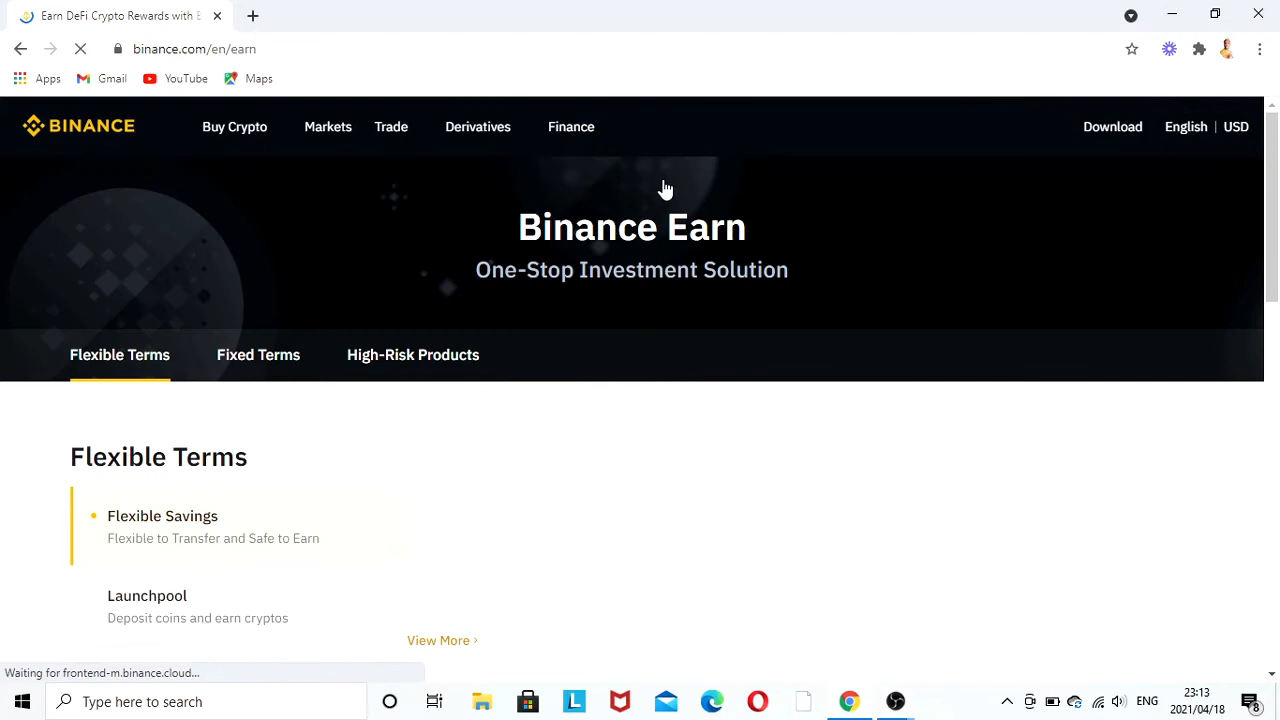 Earn DeFi Crypto Rewards with
binance.com/en/earn
Apps Gmail YouTube Maps
BINANCE Buy Crypto Markets Trade Derivatives Finance Download English | USD
Binance Earn
One-Stop Investment Solution
Flexible Terms Fixed Terms High-Risk Products
Flexible Terms
Flexible Savings
Flexible to Transfer and Safe to Earn
Launchpool
Deposit coins and earn cryptos
View More
Waiting for frontend-m.binance.cloud...
Type here to search
ENG
23:13
2021/04/18
8